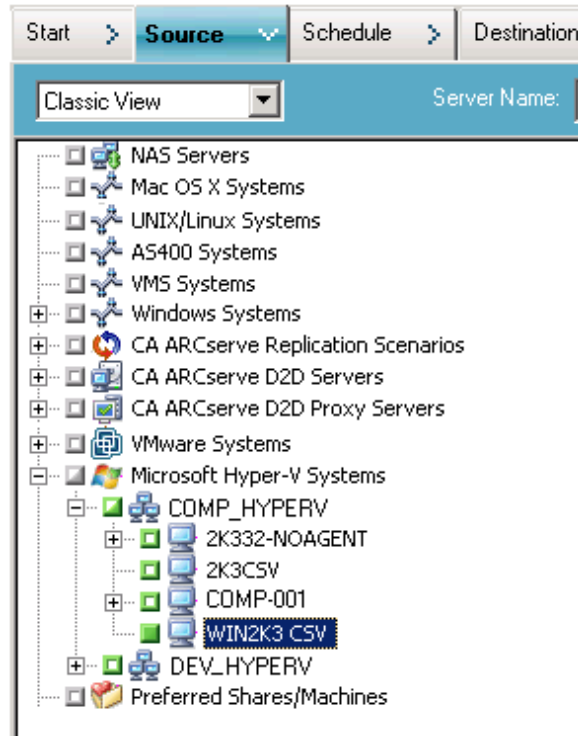 Start Source Schedule Destination
Classic View Server Name:
NAS Servers
Mac OS X Systems
UNIX/Linux Systems
AS400 Systems
VMS Systems
Windows Systems
CA ARCserve Replication Scenarios
CA ARCserve D2D Servers
CA ARCserve D2D Proxy Servers
VMware Systems
Microsoft Hyper-V Systems
COMP_HYPERV
2K332-NOAGENT
2K3CSV
COMP-001
WIN2K3 CSV
DEV_HYPERV
Preferred Shares/Machines